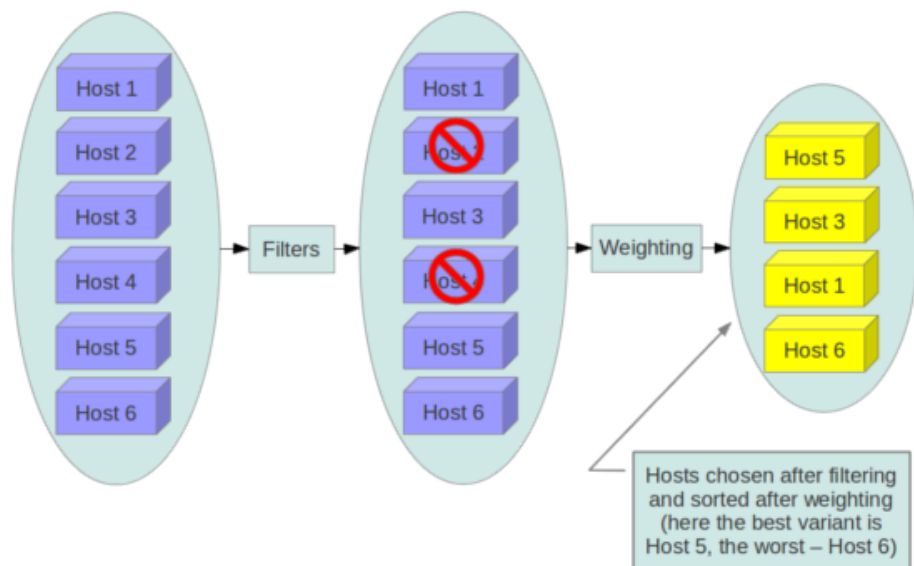 Host 1
Host 2
Host 3
Host 4
Host 5
Host 6
Filters
Host 1
Host 3
Host 5
Host 6
Weighting
Host 5
Host 3
Host 1
Host 6
Hosts chosen after filtering
and sorted after weighting
(here the best variant is
Host 5, the worst – Host 6)